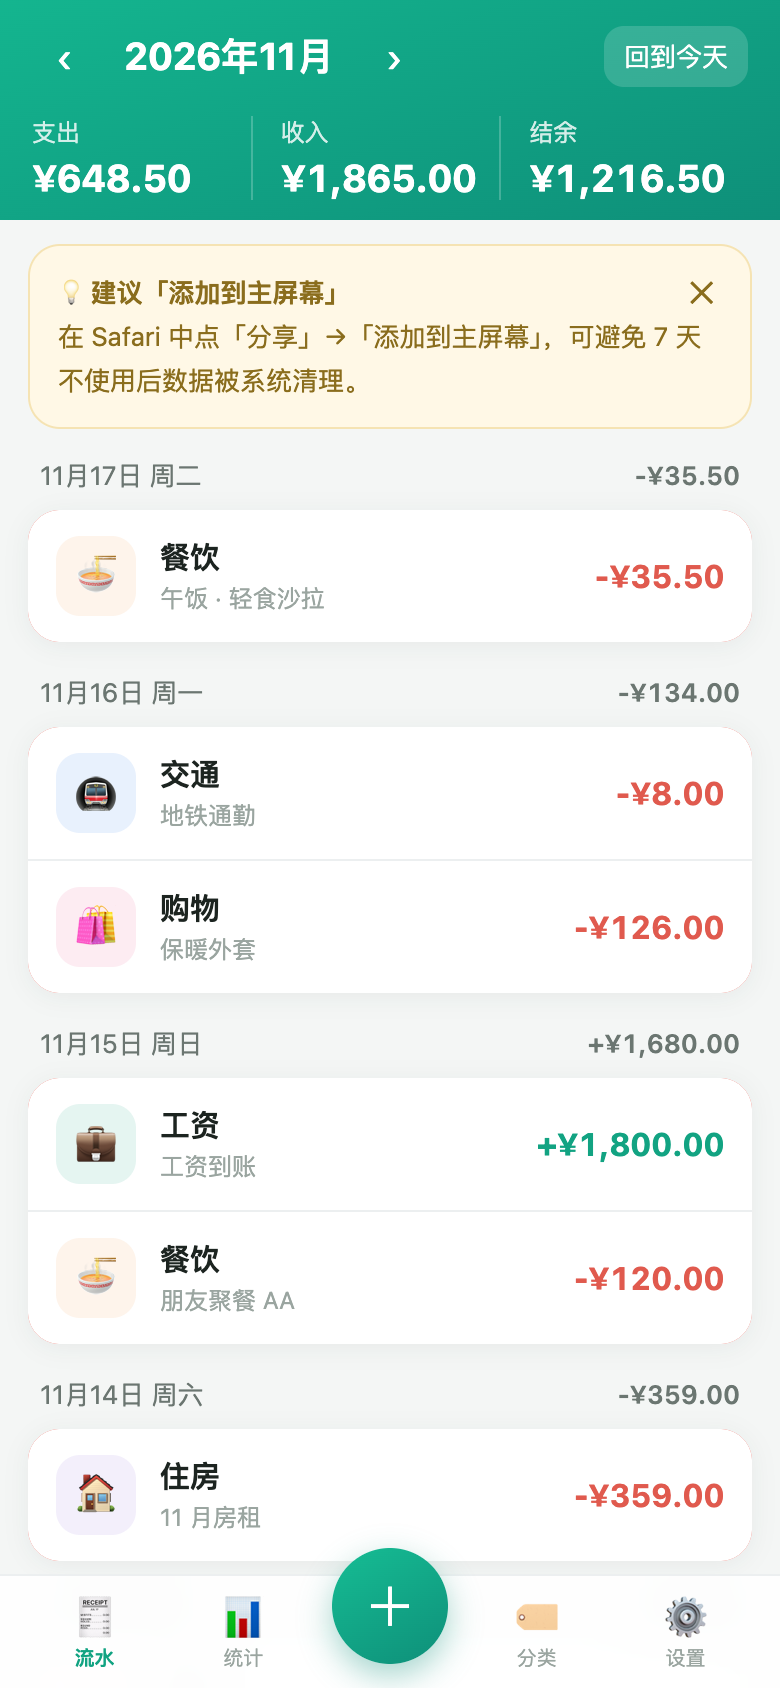 ‹ 2026年11月 › 回到今天
支出 收入 结余
¥648.50 ¥1,865.00 ¥1,216.50
建议「添加到主屏幕」
在 Safari 中点「分享」→「添加到主屏幕」，可避免 7 天
不使用后数据被系统清理。
11月17日 周二 -¥35.50
餐饮
午饭 · 轻食沙拉
-¥35.50
11月16日 周一 -¥134.00
交通
地铁通勤
-¥8.00
购物
保暖外套
-¥126.00
11月15日 周日 +¥1,680.00
工资
工资到账
+¥1,800.00
餐饮
朋友聚餐 AA
-¥120.00
11月14日 周六 -¥359.00
住房
11 月房租
-¥359.00
RECEIPT
流水 统计 分类 设置